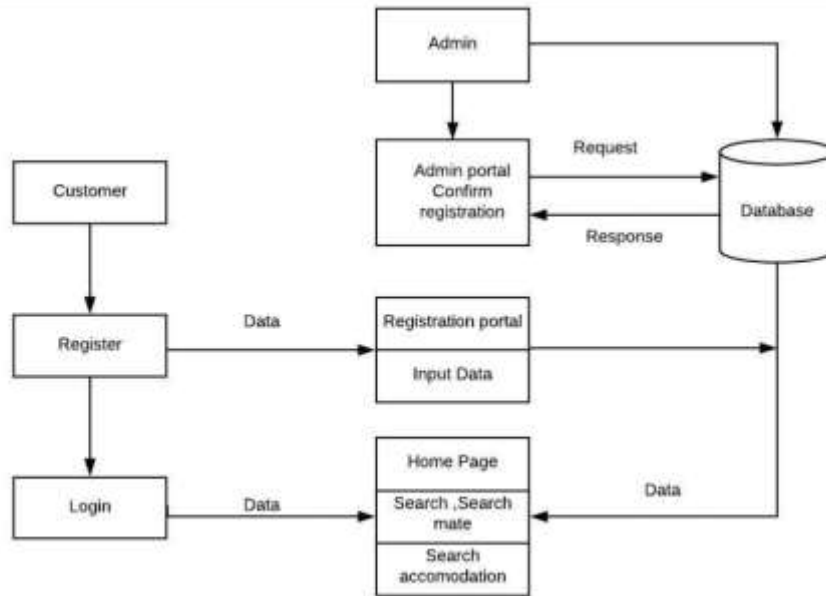 Admin
Admin portal
Confirm
registration
Request
Response
Database
Customer
Register
Data
Registration portal
Input Data
Login
Data
Home Page
Search ,Search
mate
Search
accomodation
Data